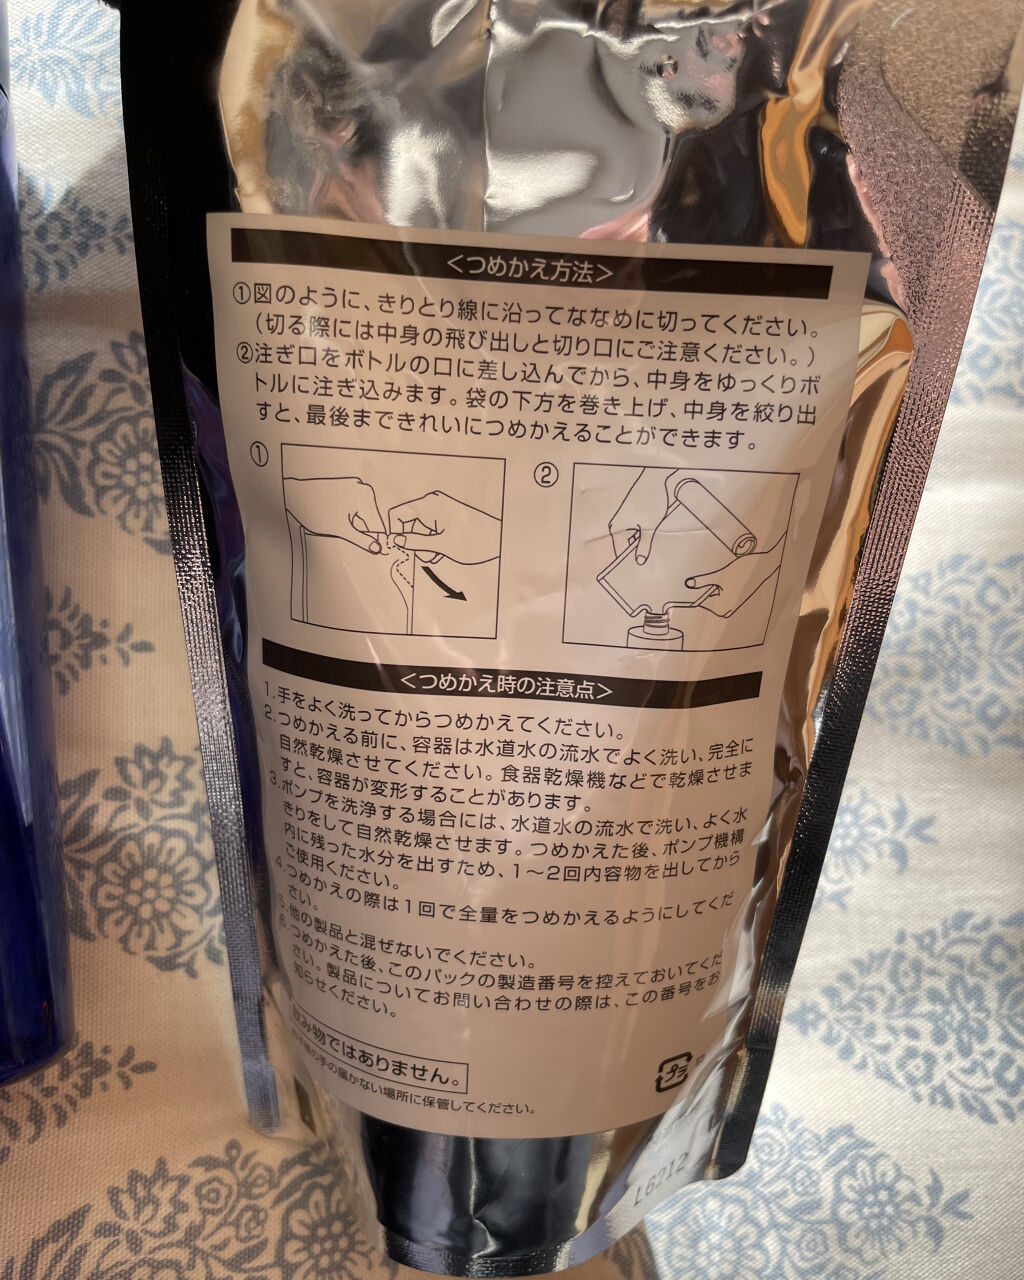 <つめかえ方法>
①図のように、きりとり線に沿ってななめに切ってください。
(切る際には中身の飛び出しと切り口にご注意ください。)
②注ぎ口をボトルの口に差し込んでから、中身をゆっくりボ
トルに注ぎ込みます。袋の下方を巻き上げ、中身を絞り出
すと、最後まできれいにつめかえることができます。
① ②
<つめかえ時の注意点>
1.手をよく洗ってからつめかえてください。
2.つめかえる前に、容器は水道水の流水でよく洗い、完全に
自然乾燥させてください。食器乾燥機などで乾燥させま
すと、容器が変形することがあります。
3.ポンプを洗浄する場合には、水道水の流水で洗い、よく水
きりをして自然乾燥させます。つめかえた後、ポンプ機構
内に残った水分を出すため、1〜2回内容物を出してから
ご使用ください。
4.つめかえの際は1回で全量をつめかえるようにしてくだ
さい。
5.他の製品と混ぜないでください。
6.つめかえた後、このパックの製造番号を控えておいてくだ
さい。製品についてお問い合わせの際は、この番号をお
知らせください。
飲み物ではありません。
の手の届かない場所に保管してください。
プラ
L6212